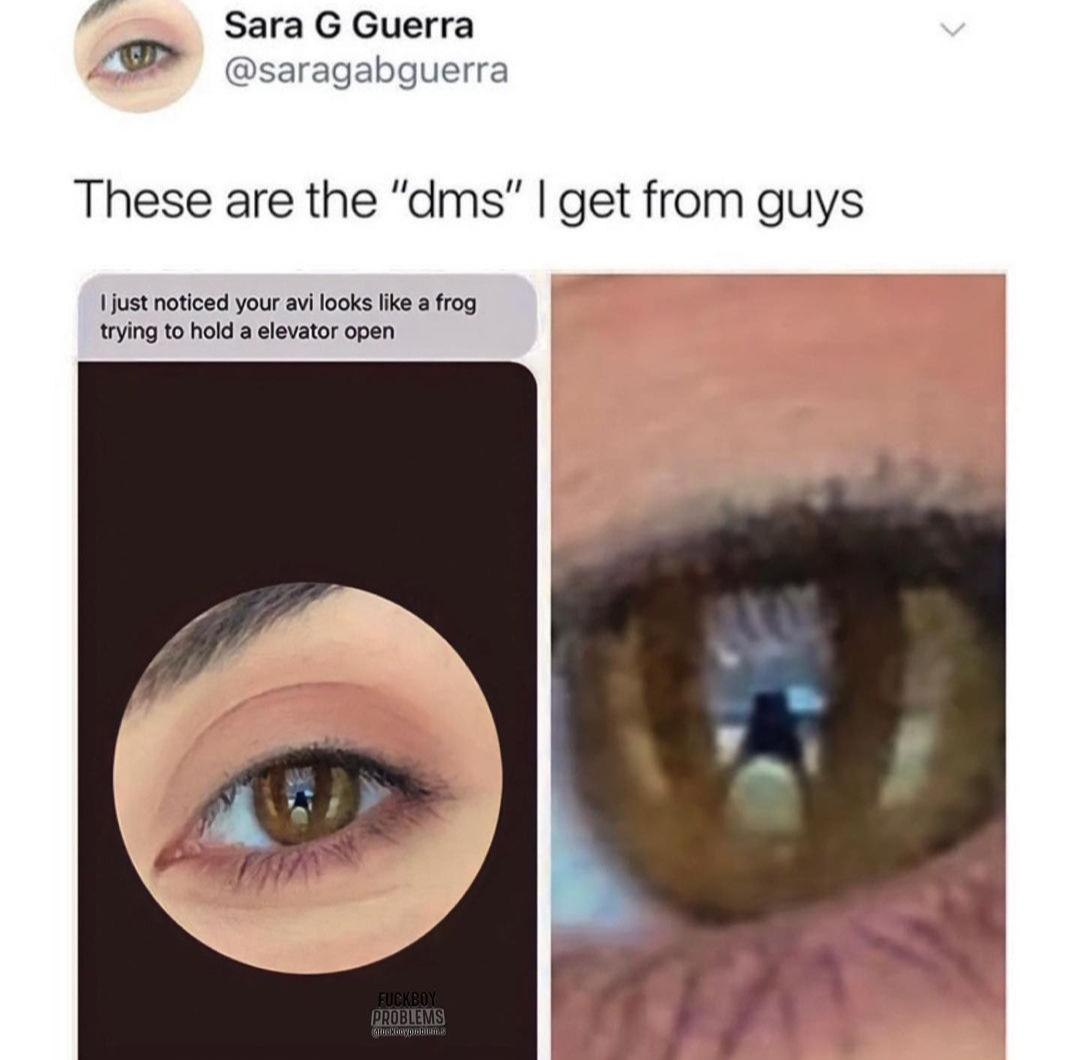 Sara G Guerra
@saragabguerra
These are the "dms" I get from guys
I just noticed your avi looks like a frog
trying to hold a elevator open
FUCKBOY
PROBLEMS